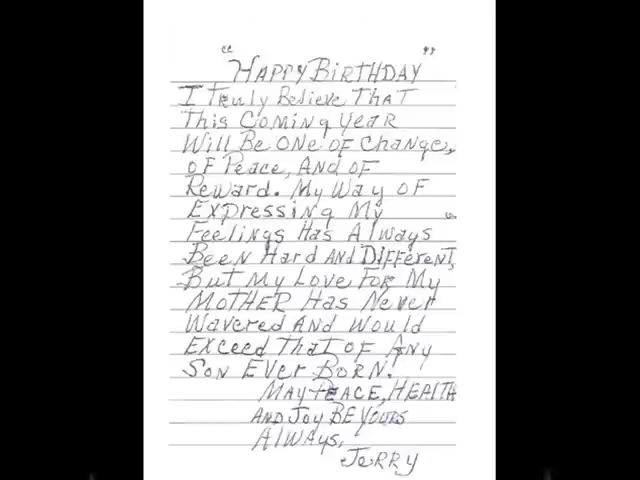 "HAPPY BIRTHDAY"
I Truly Believe THAT
This Coming Year
Will Be ONE OF Change,
OF Peace, AND OF
Reward. My Way OF
Expressing My
Feelings Has Always
Been Hard AND Different,
But My Love For My
MOTHER Has Never
Wavered AND Would
Exceed THAT OF Any
SON Ever BORN!
MAY PEACE, HEALTH
AND Joy BE YOURS
Always,
Jerry